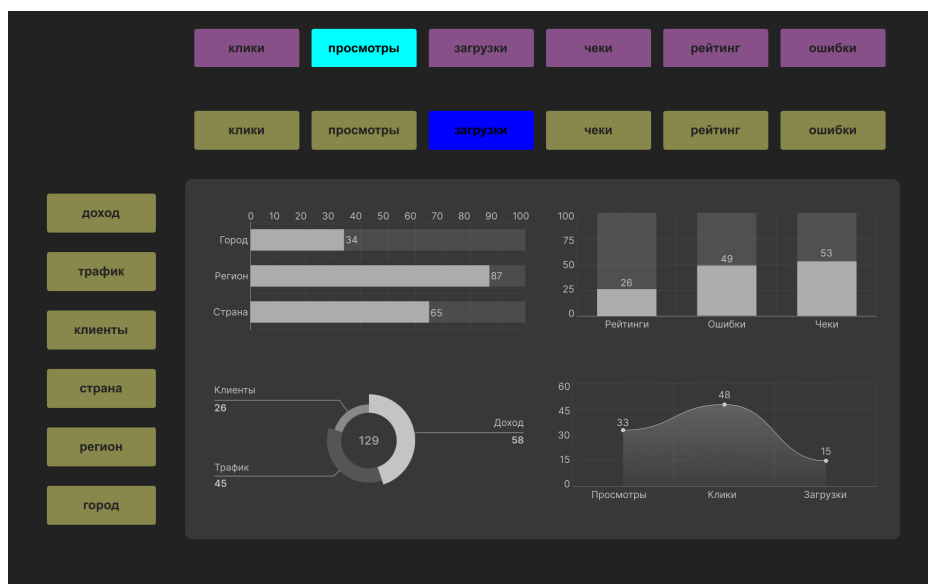 клики просмотры загрузки чеки рейтинг ошибки
клики просмотры загрузки чеки рейтинг ошибки
доход
трафик
клиенты
страна
регион
город
0 10 20 30 40 50 60 70 80 90 100
Город 34
Регион 87
Страна 65
100
75
50
25
0
26 49 53
Рейтинги Ошибки Чеки
Клиенты
26
129
Доход
58
Трафик
45
60
45
30
15
0
33 48 15
Просмотры Клики Загрузки